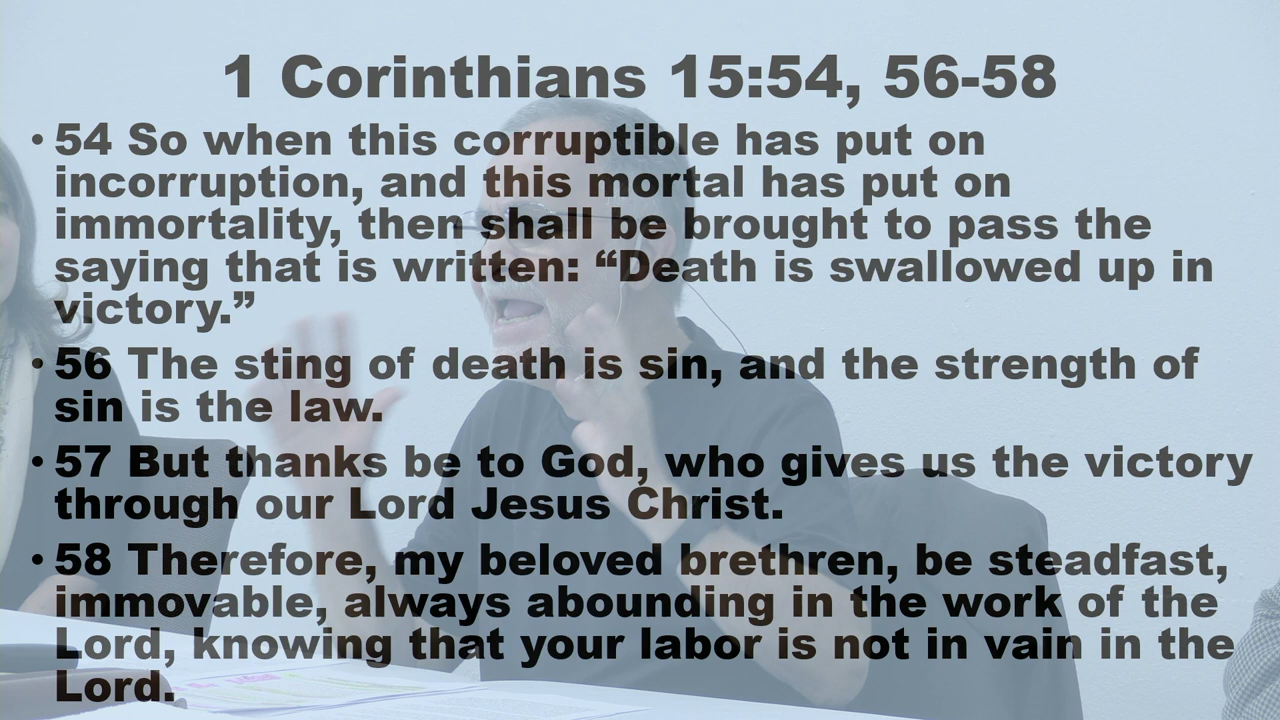 1 Corinthians 15:54, 56-58
• 54 So when this corruptible has put on
incorruption, and this mortal has put on
immortality, then shall be brought to pass the
saying that is written: “Death is swallowed up in
victory.”
• 56 The sting of death is sin, and the strength of
sin is the law.
• 57 But thanks be to God, who gives us the victory
through our Lord Jesus Christ.
• 58 Therefore, my beloved brethren, be steadfast,
immovable, always abounding in the work of the
Lord, knowing that your labor is not in vain in the
Lord.